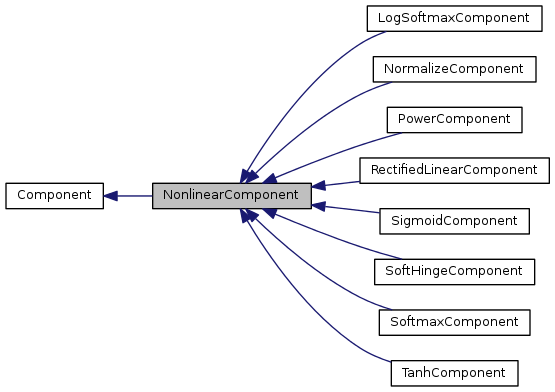 Component
NonlinearComponent
LogSoftmaxComponent
NormalizeComponent
PowerComponent
RectifiedLinearComponent
SigmoidComponent
SoftHingeComponent
SoftmaxComponent
TanhComponent